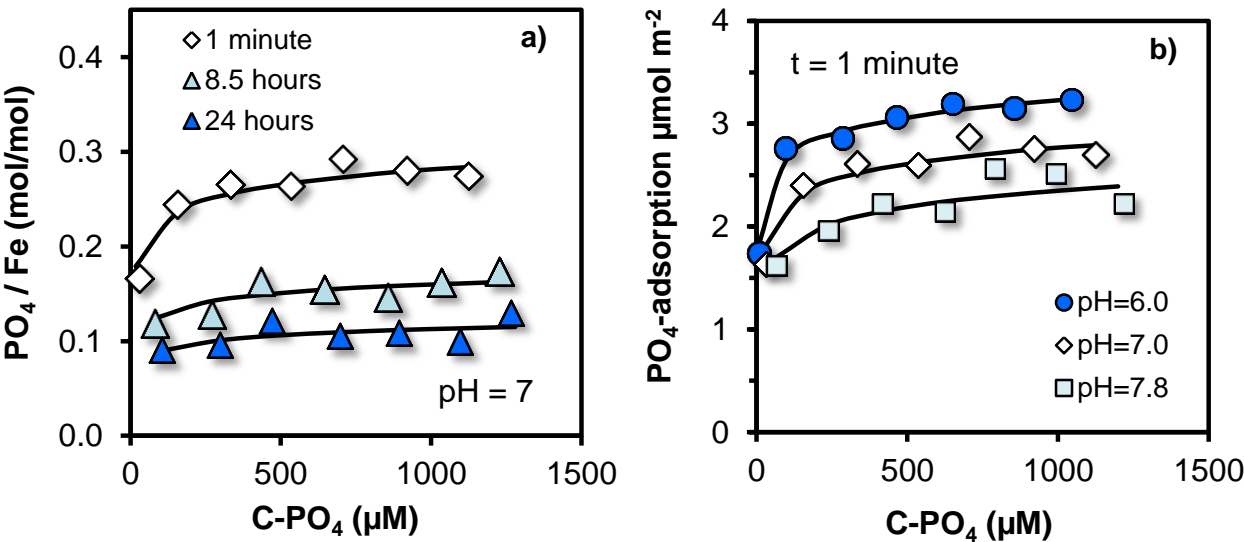 a)
1 minute
8.5 hours
24 hours
PO4 / Fe (mol/mol)
0.4
0.3
0.2
0.1
0.0
pH = 7
0 500 1000 1500
C-PO4 (µM)
b)
t = 1 minute
PO4-adsorption µmol m-2
4
3
2
1
0
pH=6.0
pH=7.0
pH=7.8
0 500 1000 1500
C-PO4 (µM)